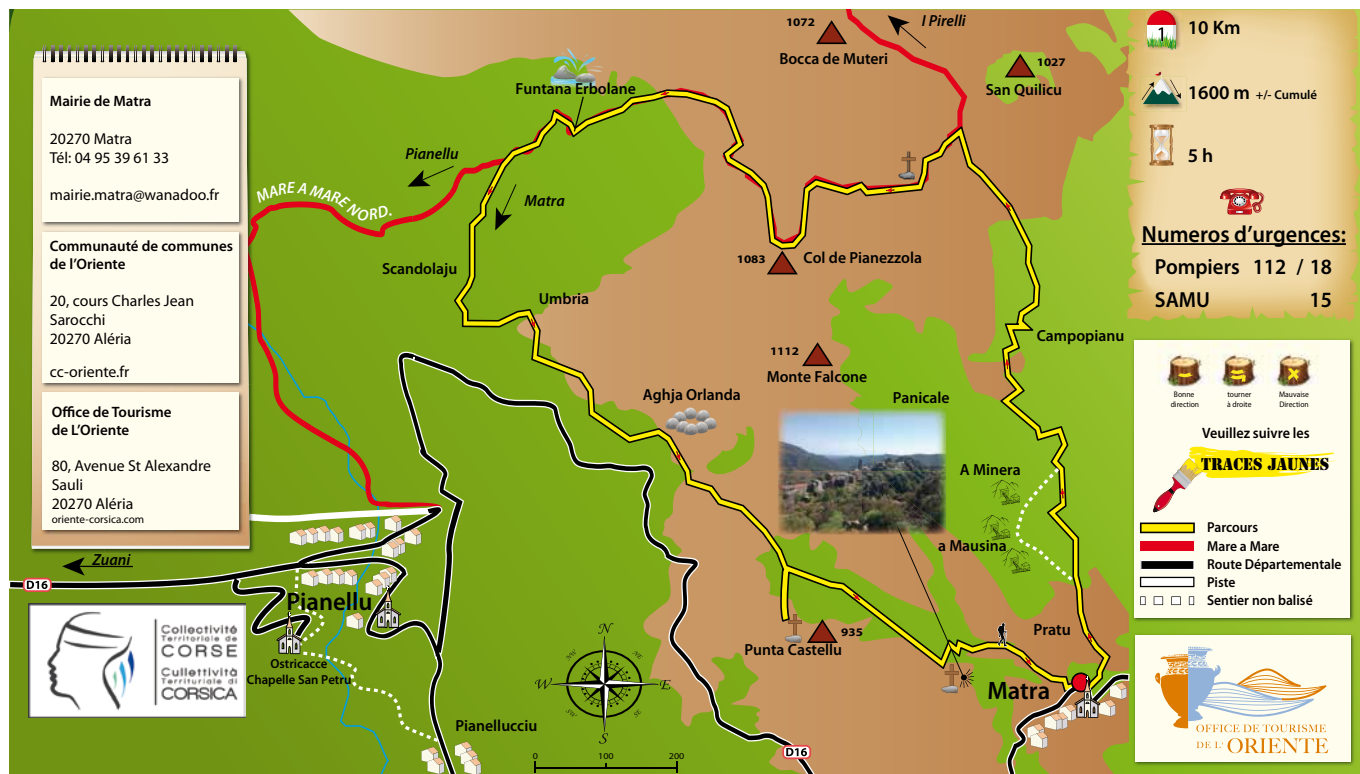 Mairie de Matra
20270 Matra
Tél: 04 95 39 61 33
mairie.matra@wanadoo.fr
Communauté de communes
de l'Oriente
20, cours Charles Jean
Sarocchi
20270 Aléria
cc-oriente.fr
Office de Tourisme
de L'Oriente
80, Avenue St Alexandre
Sauli
20270 Aléria
oriente-corsica.com
1072
Bocca de Muteri
I Pirelli
1027
San Quilicu
Funtana Erbolane
Pianellu
MARE A MARE NORD.
Matra
Scandolaju
1083
Col de Pianezzola
Umbria
Campopianu
1112
Monte Falcone
Aghja Orlanda
Panicale
A Minera
a Mausina
Zuani
D16
Pianellu
Ostricacce
Chapelle San Petru
Pianellucciu
935
Punta Castellu
Pratu
Matra
D16
N
NE
E
SE
S
SW
W
NW
0 100 200
Collectivité
Territoriale de
CORSE
Cullettività
Territuriale di
CORSICA
1
10 Km
1600 m +/- Cumulé
5 h
Numeros d'urgences:
Pompiers 112 / 18
SAMU 15
Bonne
direction
tourner
à droite
Mauvaise
Direction
Veuillez suivre les
TRACES JAUNES
Parcours
Mare a Mare
Route Départementale
Piste
Sentier non balisé
OFFICE DE TOURISME
DE L'ORIENTE